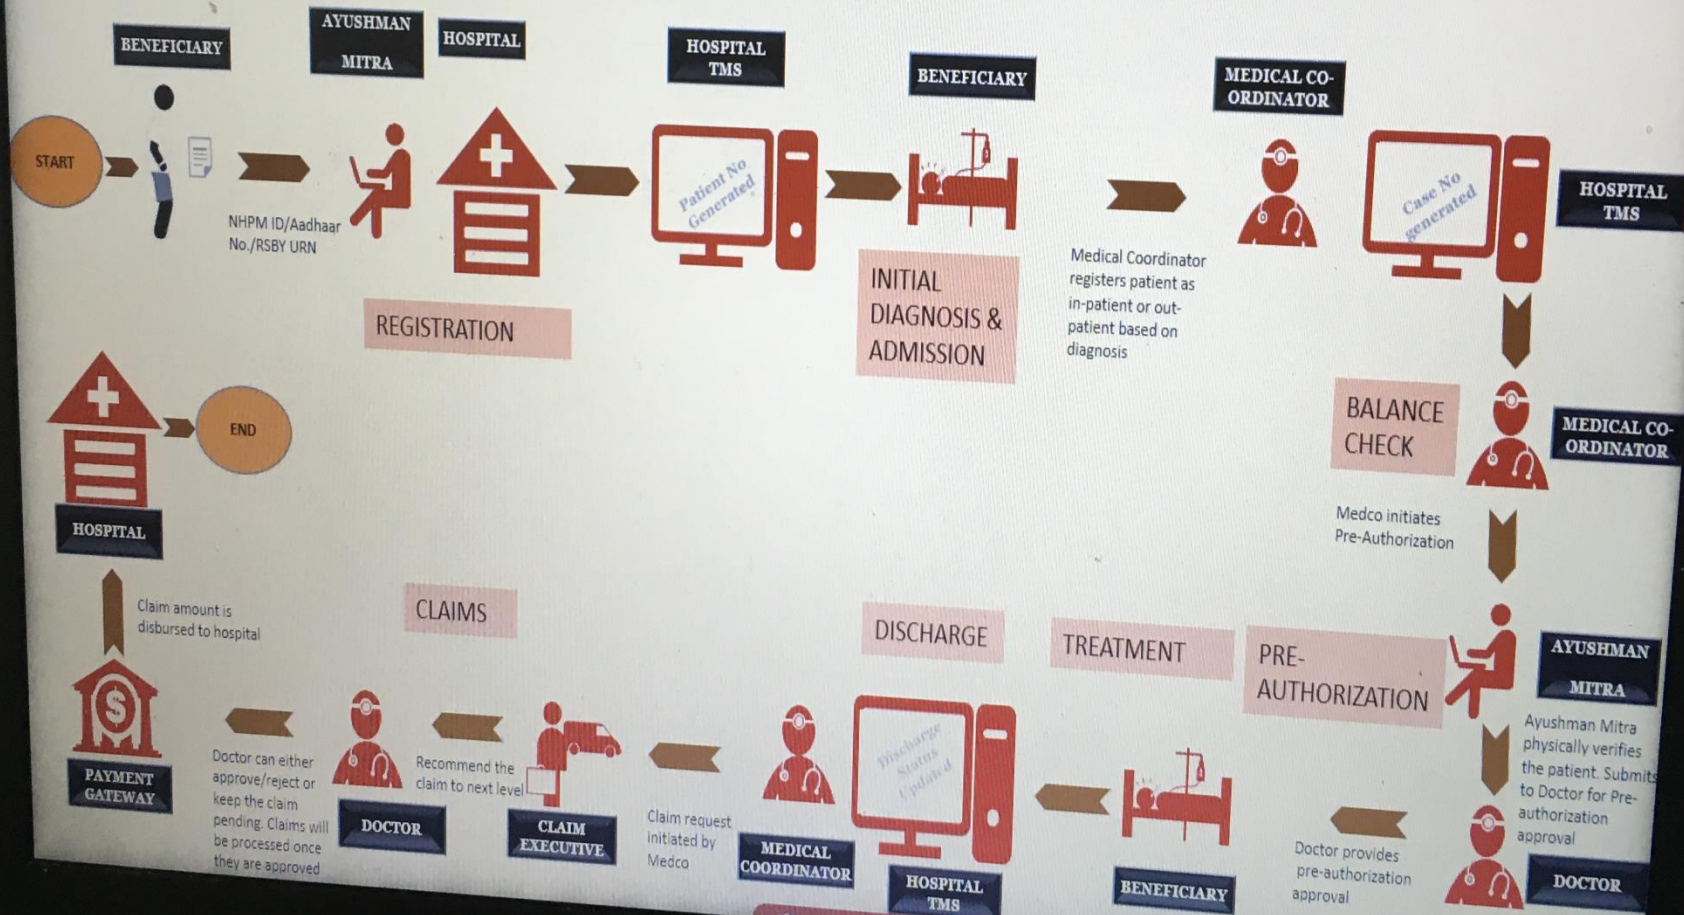 BENEFICIARY
AYUSHMAN
MITRA
HOSPITAL
HOSPITAL
TMS
BENEFICIARY
MEDICAL CO-
ORDINATOR
START
NHPM ID/Aadhaar
No./RSBY URN
Patient No
Generated
Case No
generated
HOSPITAL
TMS
REGISTRATION
INITIAL
DIAGNOSIS &
ADMISSION
Medical Coordinator
registers patient as
in-patient or out-
patient based on
diagnosis
BALANCE
CHECK
MEDICAL CO-
ORDINATOR
Medco initiates
Pre-Authorization
END
HOSPITAL
Claim amount is
disbursed to hospital
CLAIMS
DISCHARGE
TREATMENT
PRE-
AUTHORIZATION
AYUSHMAN
MITRA
Ayushman Mitra
physically verifies
the patient. Submits
to Doctor for Pre-
authorization
approval
DOCTOR
Doctor provides
pre-authorization
approval
BENEFICIARY
Discharge
Status
Updated
HOSPITAL
TMS
MEDICAL
COORDINATOR
Claim request
initiated by
Medco
CLAIM
EXECUTIVE
Recommend the
claim to next level
DOCTOR
Doctor can either
approve/reject or
keep the claim
pending. Claims will
be processed once
they are approved
PAYMENT
GATEWAY